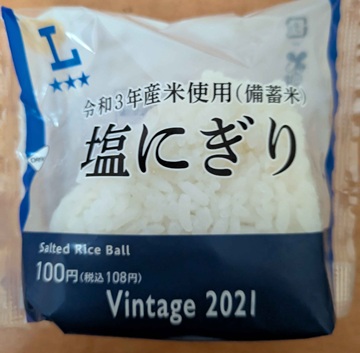 L
令和3年産米使用(備蓄米)
塩にぎり
Salted Rice Ball
100円(税込108円)
Vintage 2021